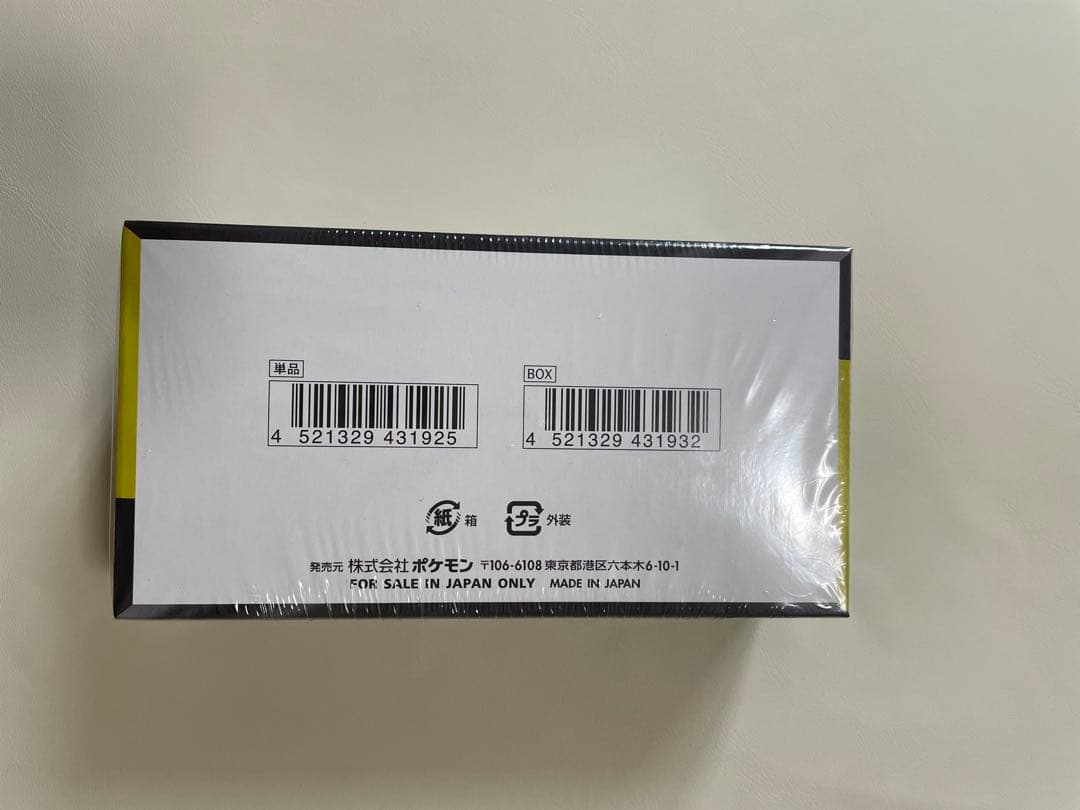 単品
4 521329 431925
BOX
4 521329 431932
紙 箱
プラ 外装
発売元 株式会社ポケモン 〒106-6108 東京都港区六本木6-10-1
FOR SALE IN JAPAN ONLY MADE IN JAPAN